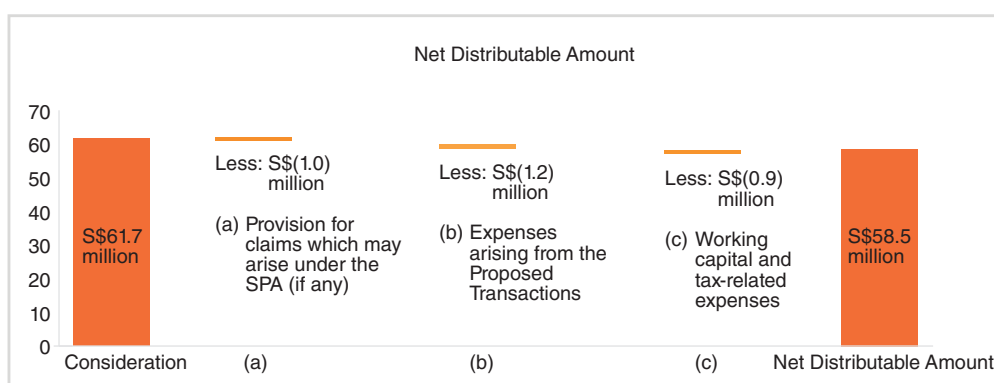 Net Distributable Amount
70
60
50
40
30
20
10
0
S$61.7
million
Less: S$(1.0)
million
(a) Provision for
claims which may
arise under the
SPA (if any)
Less: S$(1.2)
million
(b) Expenses
arising from the
Proposed
Transactions
Less: S$(0.9)
million
(c) Working
capital and
tax-related
expenses
S$58.5
million
Consideration
(a)
(b)
(c)
Net Distributable Amount